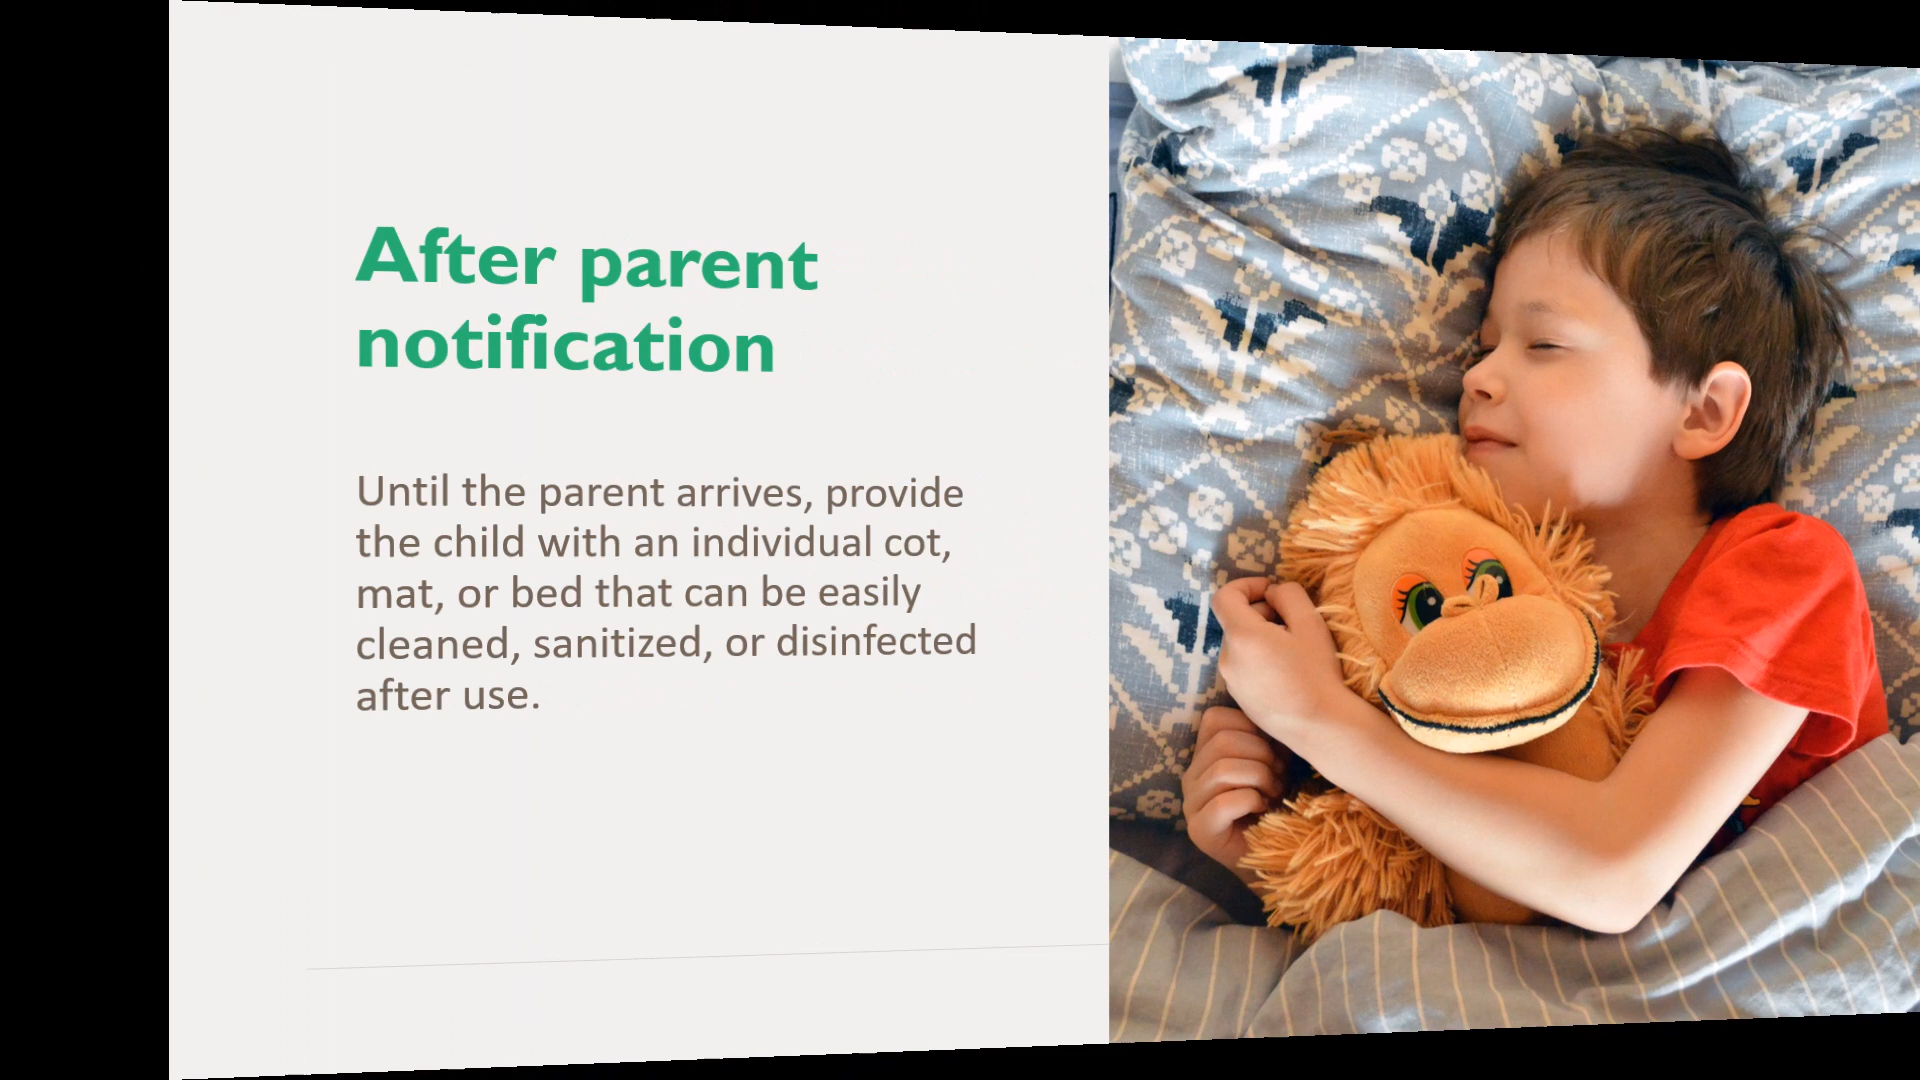 After parent
notification
Until the parent arrives, provide
the child with an individual cot,
mat, or bed that can be easily
cleaned, sanitized, or disinfected
after use.